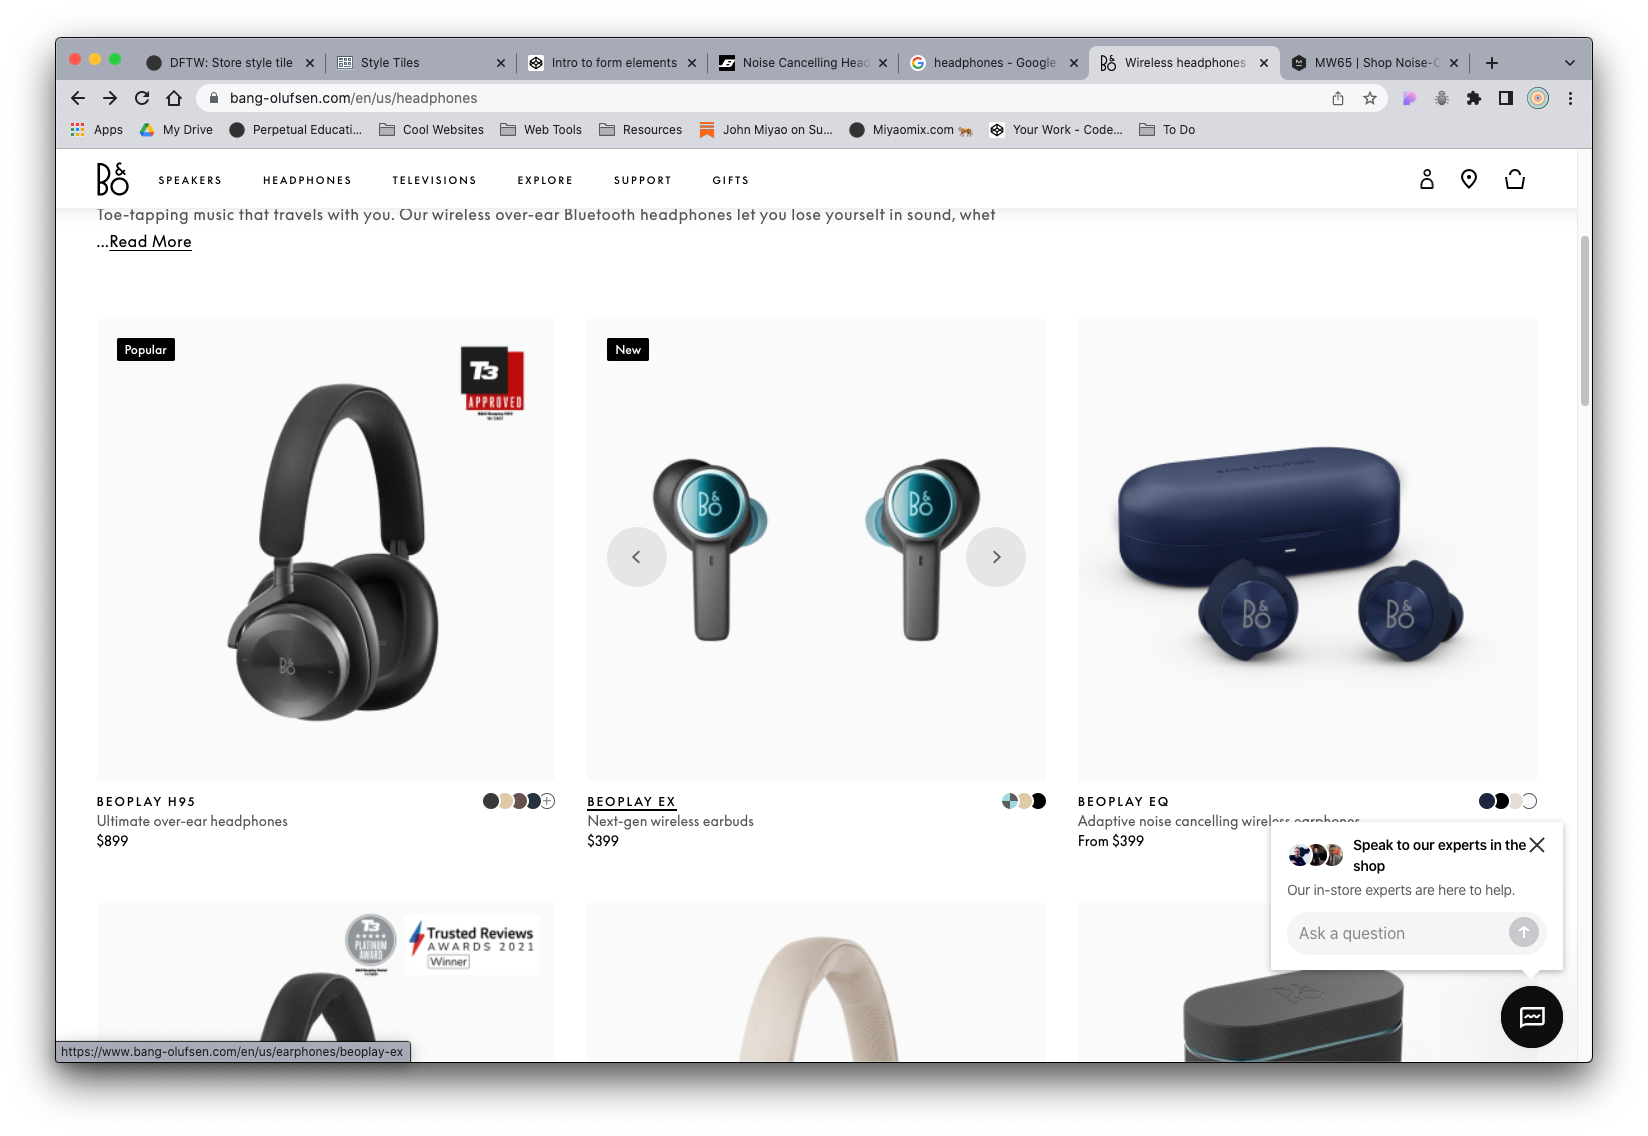 DFTW: Store style tile
Style Tiles
Intro to form elements
Noise Cancelling Head
headphones - Google
Wireless headphones
MW65 | Shop Noise-C
bang-olufsen.com/en/us/headphones
Apps
My Drive
Perpetual Educati...
Cool Websites
Web Tools
Resources
John Miyao on Su...
Miyaomix.com 🐅
Your Work - Code...
To Do
B&O
SPEAKERS
HEADPHONES
TELEVISIONS
EXPLORE
SUPPORT
GIFTS
Toe-tapping music that travels with you. Our wireless over-ear Bluetooth headphones let you lose yourself in sound, whet
...Read More
Popular
T3
APPROVED
New
B&O
B&O
B&O
BANG & OLUFSEN
B&O
B&O
BEOPLAY H95
Ultimate over-ear headphones
$899
BEOPLAY EX
Next-gen wireless earbuds
$399
BEOPLAY EQ
Adaptive noise cancelling wireless earphones
From $399
Speak to our experts in the
shop
Our in-store experts are here to help.
Ask a question
T3
PLATINUM
AWARD
Trusted Reviews
AWARDS 2021
Winner
B&O
https://www.bang-olufsen.com/en/us/earphones/beoplay-ex